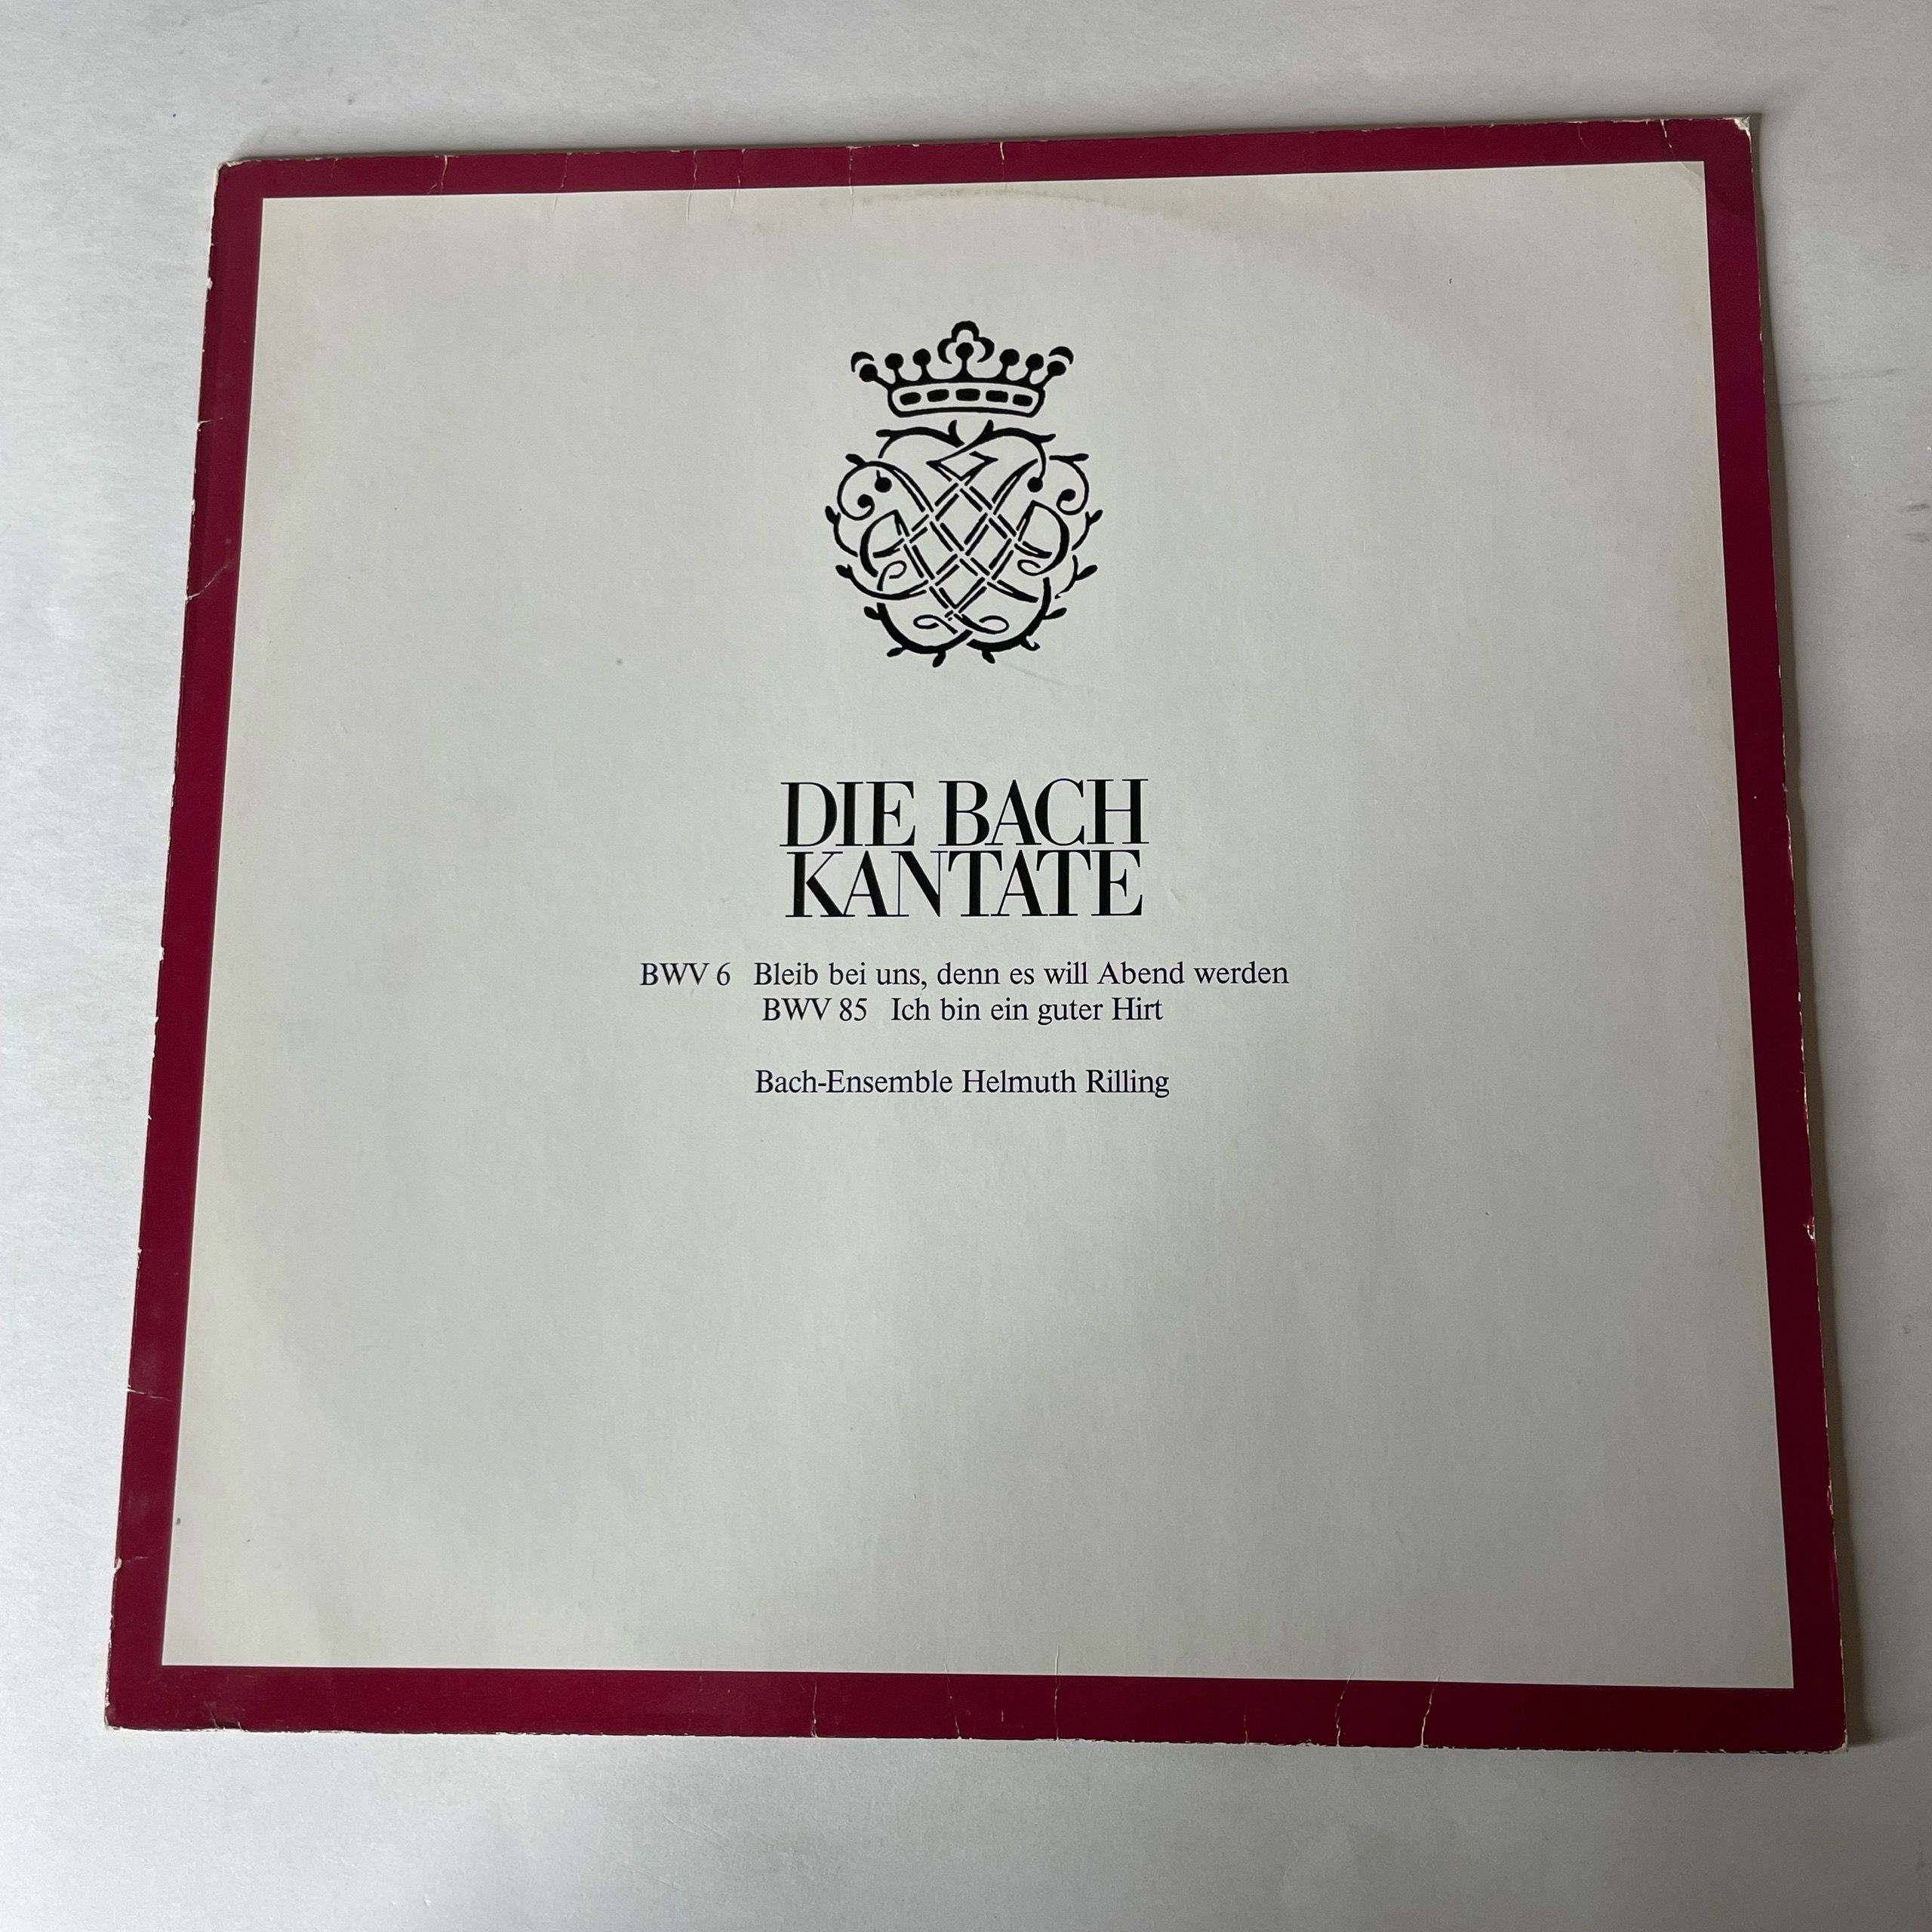 DIE BACH
KANTATE
BWV 6 Bleib bei uns, denn es will Abend werden
BWV 85 Ich bin ein guter Hirt
Bach-Ensemble Helmuth Rilling